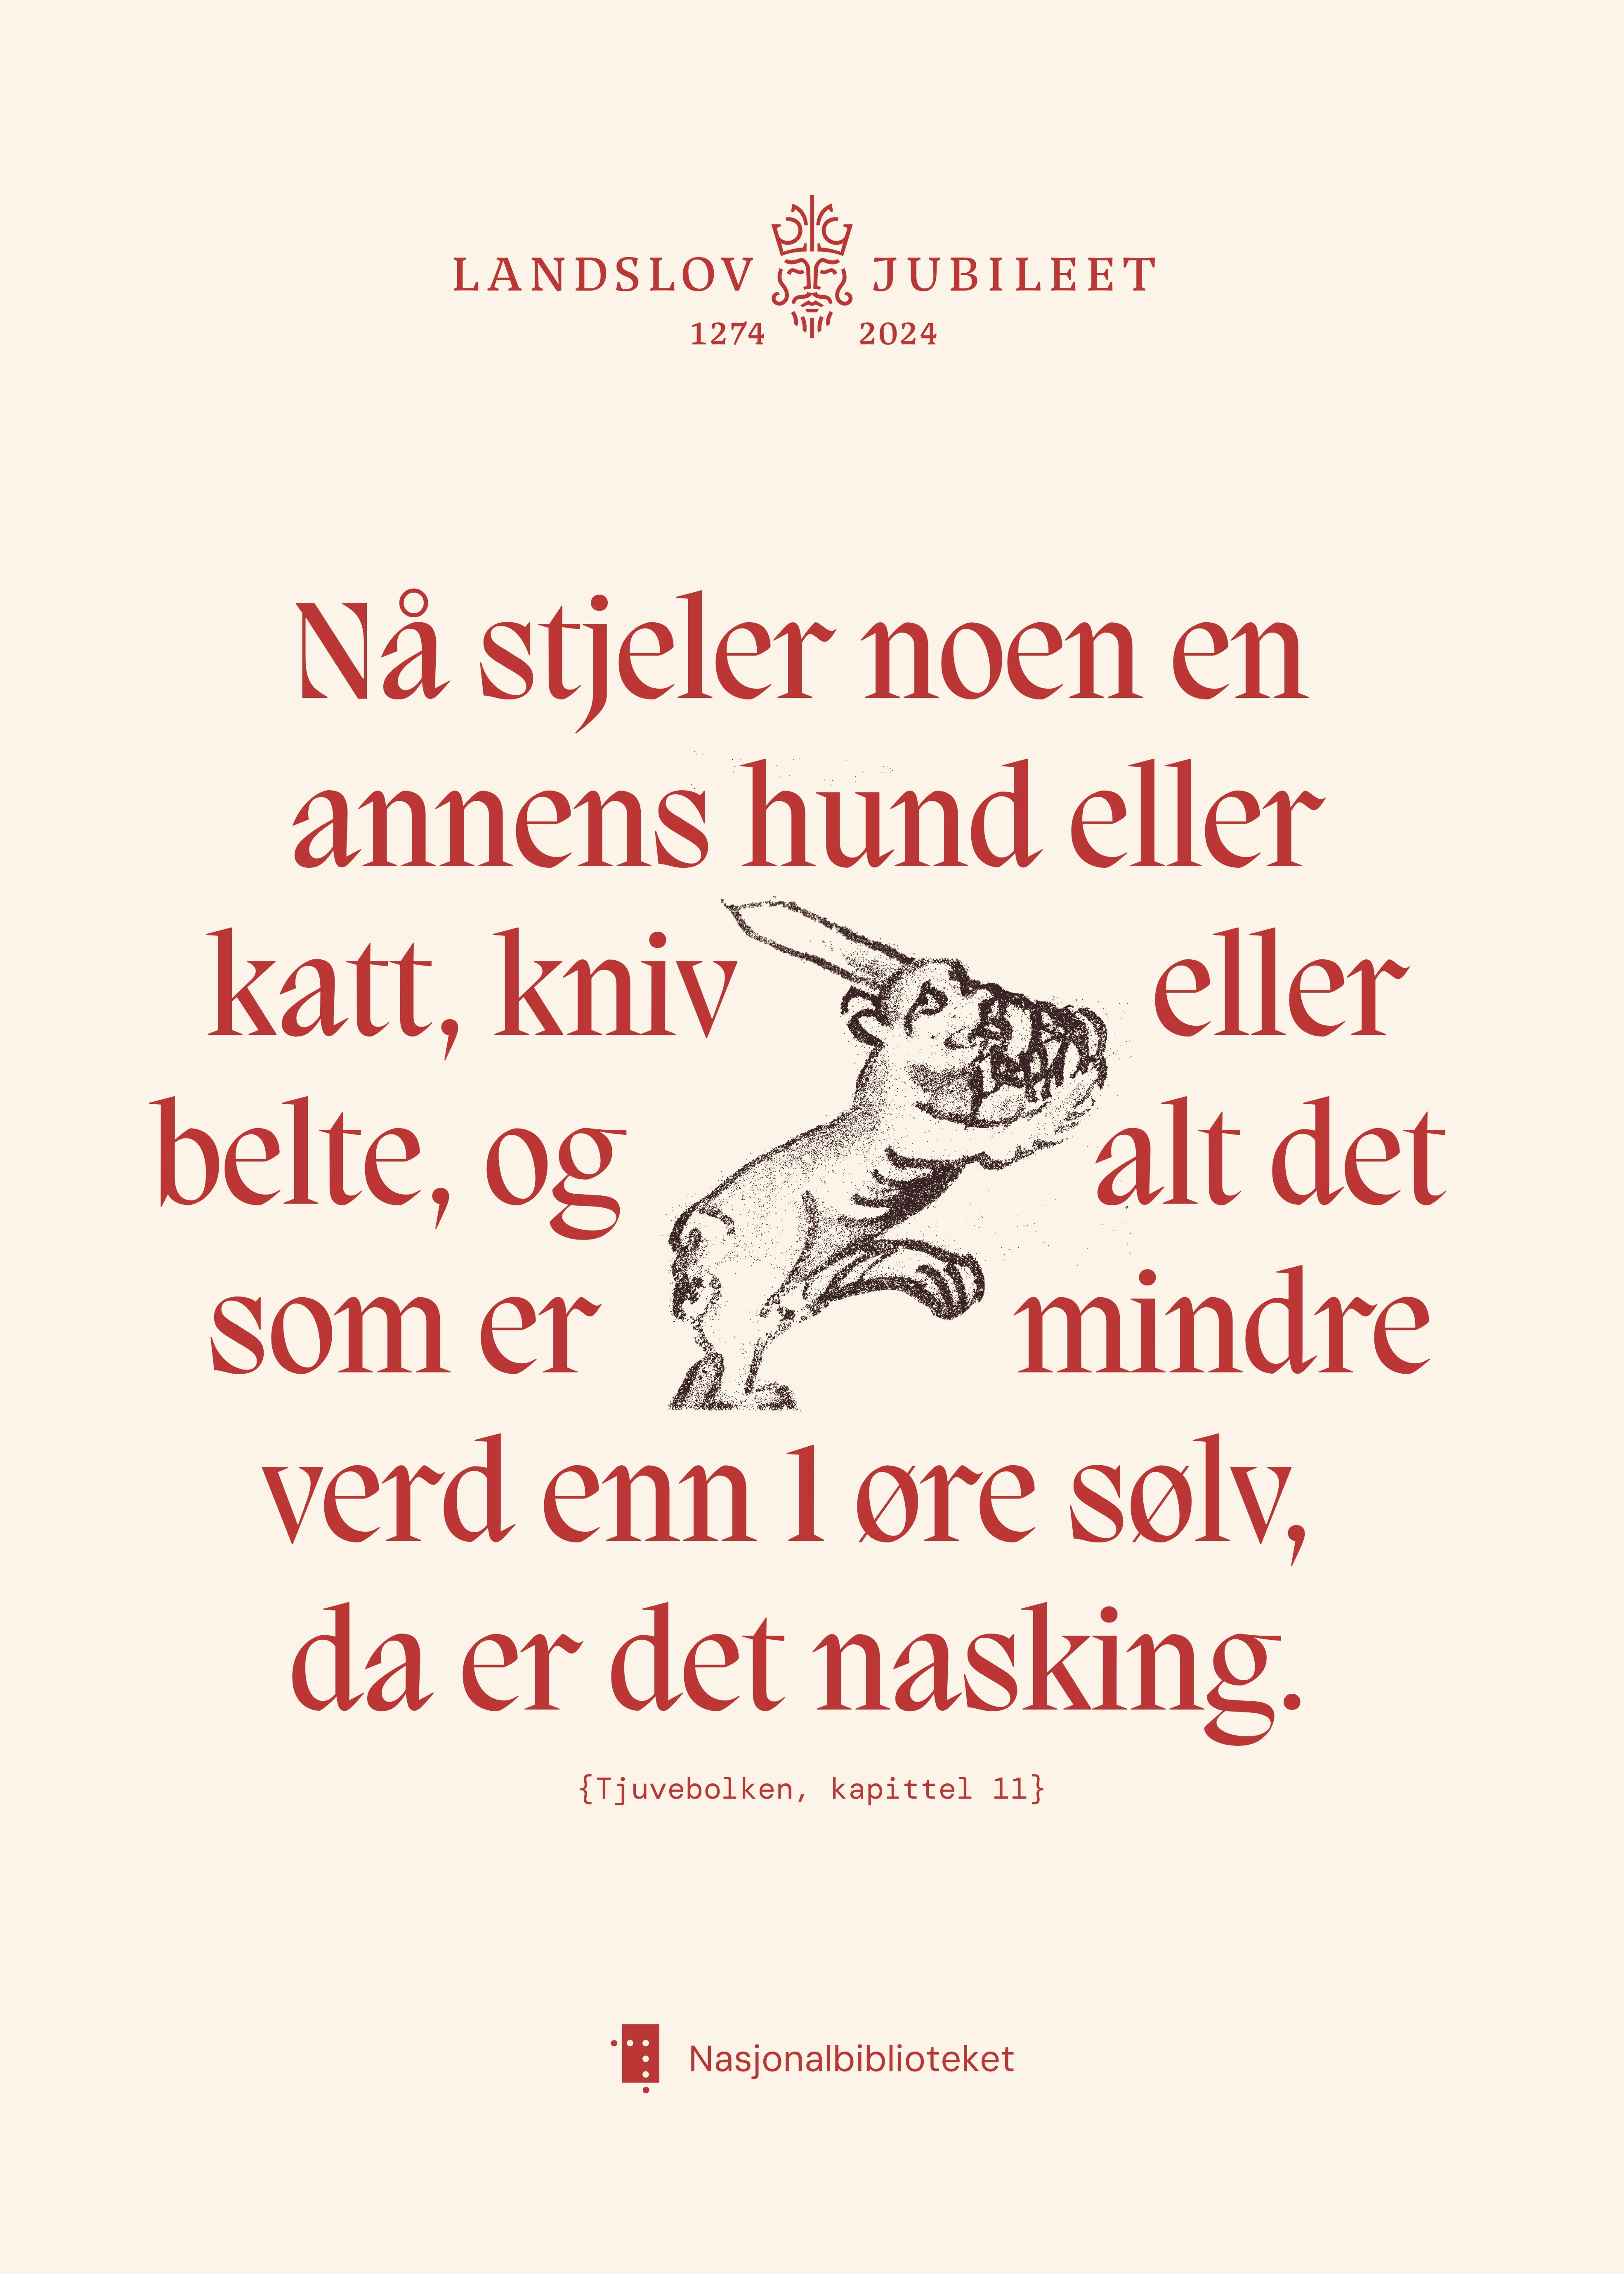 LANDSLOV JUBILEET
1274 2024
Nå stjeler noen en
annens hund eller
katt, kniv eller
belte, og alt det
som er mindre
verd enn 1 øre sølv,
da er det nasking.
{Tjuvebolken, kapittel 11}
Nasjonalbiblioteket